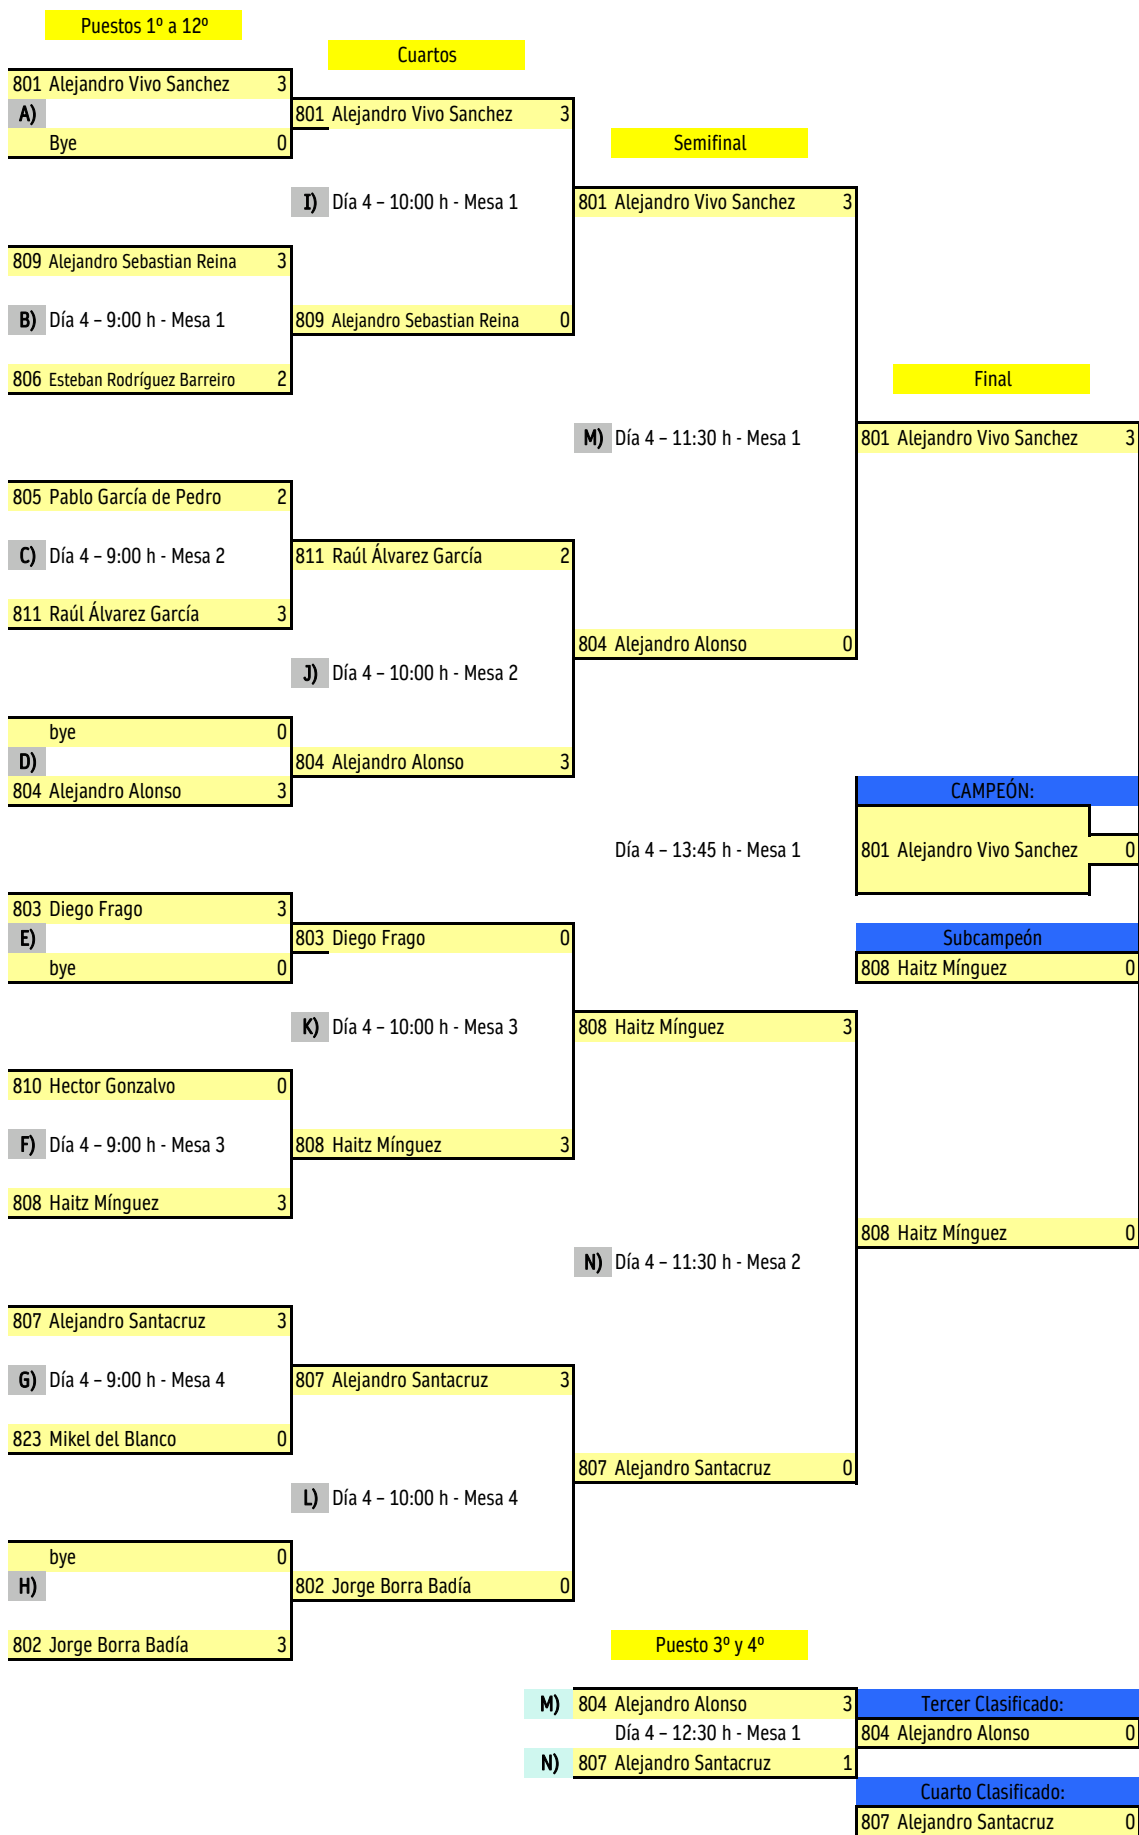 Puestos 1º a 12º
Cuartos
801 Alejandro Vivo Sanchez 3
A)
801 Alejandro Vivo Sanchez 3
Bye 0
Semifinal
I) Día 4 – 10:00 h - Mesa 1
801 Alejandro Vivo Sanchez 3
809 Alejandro Sebastian Reina 3
B) Día 4 – 9:00 h - Mesa 1
809 Alejandro Sebastian Reina 0
806 Esteban Rodríguez Barreiro 2
Final
M) Día 4 – 11:30 h - Mesa 1
801 Alejandro Vivo Sanchez 3
805 Pablo García de Pedro 2
C) Día 4 – 9:00 h - Mesa 2
811 Raúl Álvarez García 2
811 Raúl Álvarez García 3
804 Alejandro Alonso 0
J) Día 4 – 10:00 h - Mesa 2
bye 0
D)
804 Alejandro Alonso 3
804 Alejandro Alonso 3
CAMPEÓN:
Día 4 – 13:45 h - Mesa 1
801 Alejandro Vivo Sanchez 0
803 Diego Frago 3
E)
803 Diego Frago 0
Subcampeón
bye 0
808 Haitz Mínguez 0
K) Día 4 – 10:00 h - Mesa 3
808 Haitz Mínguez 3
810 Hector Gonzalvo 0
F) Día 4 – 9:00 h - Mesa 3
808 Haitz Mínguez 3
808 Haitz Mínguez 3
808 Haitz Mínguez 0
N) Día 4 – 11:30 h - Mesa 2
807 Alejandro Santacruz 3
G) Día 4 – 9:00 h - Mesa 4
807 Alejandro Santacruz 3
823 Mikel del Blanco 0
807 Alejandro Santacruz 0
L) Día 4 – 10:00 h - Mesa 4
bye 0
H)
802 Jorge Borra Badía 0
802 Jorge Borra Badía 3
Puesto 3º y 4º
M) 804 Alejandro Alonso 3
Tercer Clasificado:
Día 4 – 12:30 h - Mesa 1
804 Alejandro Alonso 0
N) 807 Alejandro Santacruz 1
Cuarto Clasificado:
807 Alejandro Santacruz 0